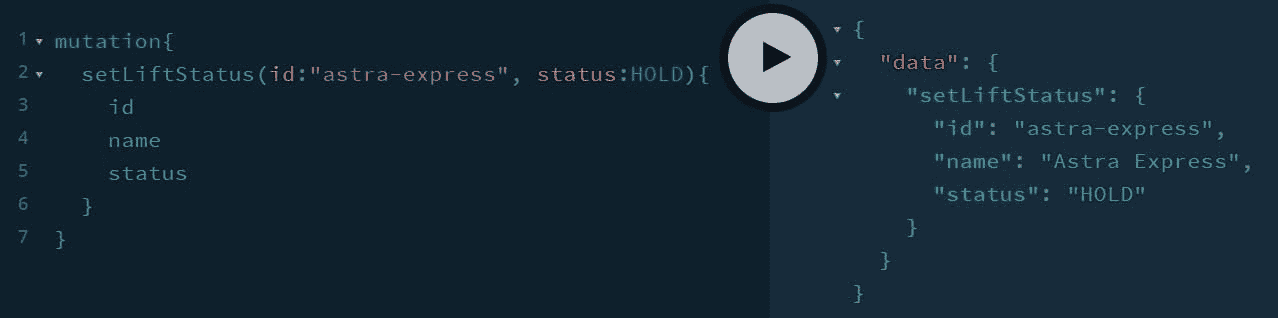 1 mutation{
2 setLiftStatus(id:"astra-express", status:HOLD){
3 id
4 name
5 status
6 }
7 }
{
"data": {
"setLiftStatus": {
"id": "astra-express",
"name": "Astra Express",
"status": "HOLD"
}
}
}